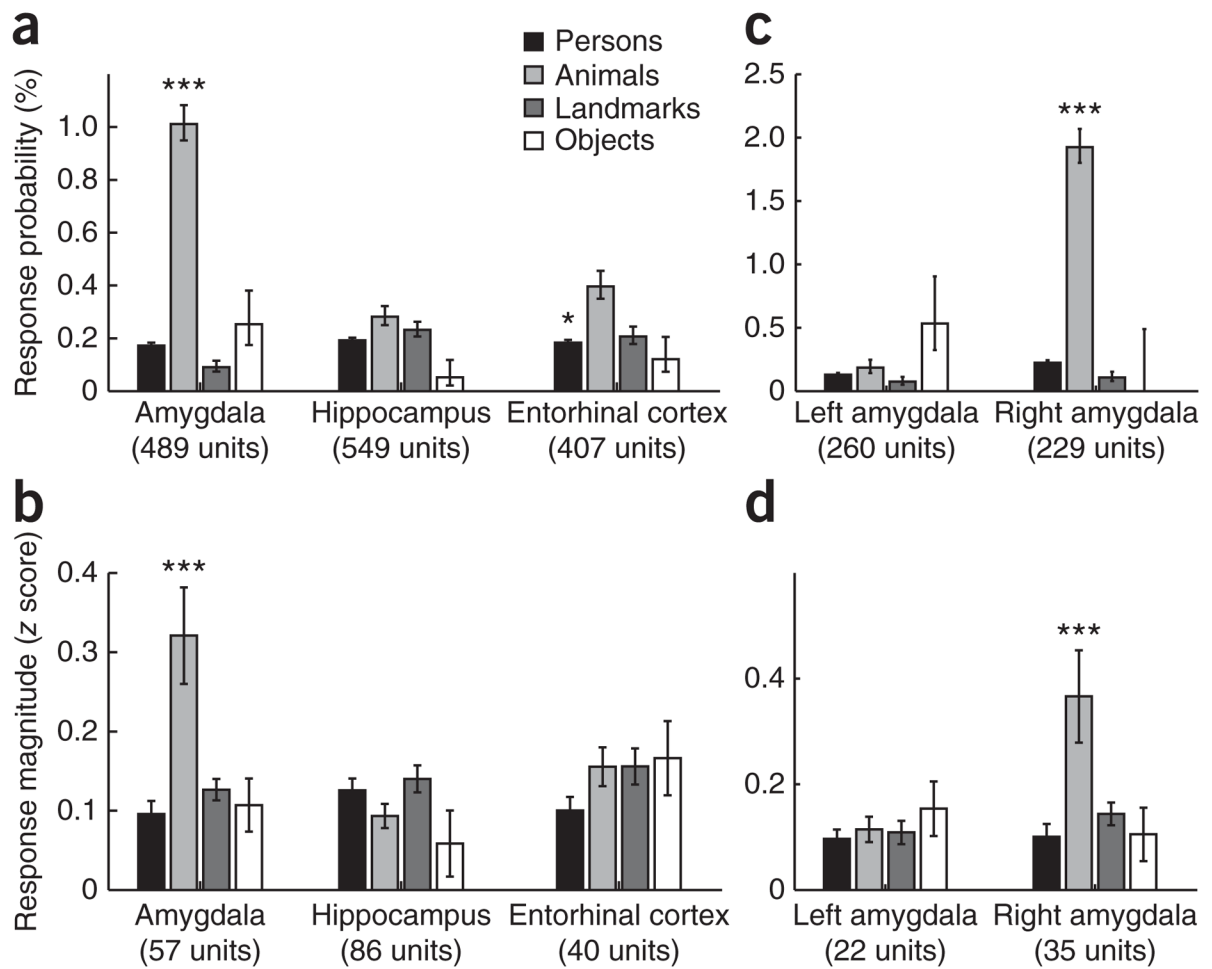 a
Response probability (%)
1.0
0.8
0.6
0.4
0.2
0
***
*
Persons
Animals
Landmarks
Objects
Amygdala
(489 units)
Hippocampus
(549 units)
Entorhinal cortex
(407 units)
c
2.5
2.0
1.5
1.0
0.5
0
***
Left amygdala
(260 units)
Right amygdala
(229 units)
b
Response magnitude (z score)
0.4
0.3
0.2
0.1
0
***
Amygdala
(57 units)
Hippocampus
(86 units)
Entorhinal cortex
(40 units)
d
0.4
0.2
0
***
Left amygdala
(22 units)
Right amygdala
(35 units)